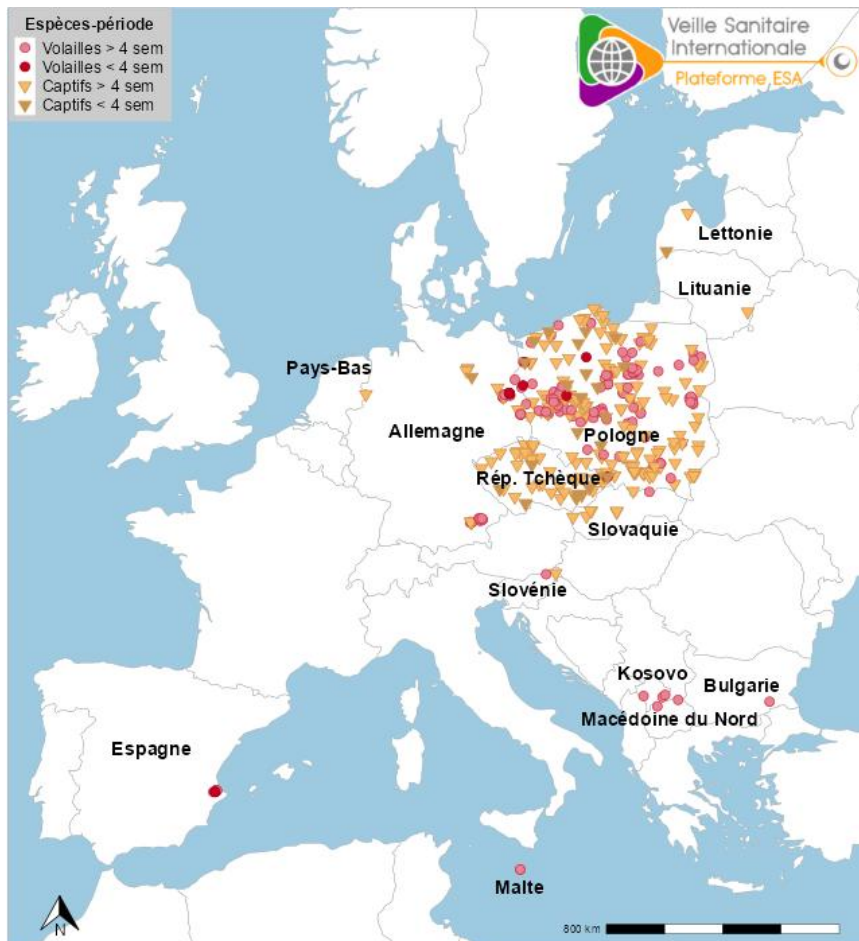 Espèces-période
Volailles > 4 sem
Volailles < 4 sem
Captifs > 4 sem
Captifs < 4 sem
Veille Sanitaire
Internationale
Plateforme ESA
Lettonie
Lituanie
Pays-Bas
Allemagne
Pologne
Rép. Tchèque
Slovaquie
Slovénie
Kosovo
Bulgarie
Macédoine du Nord
Espagne
Malte
N
800 km